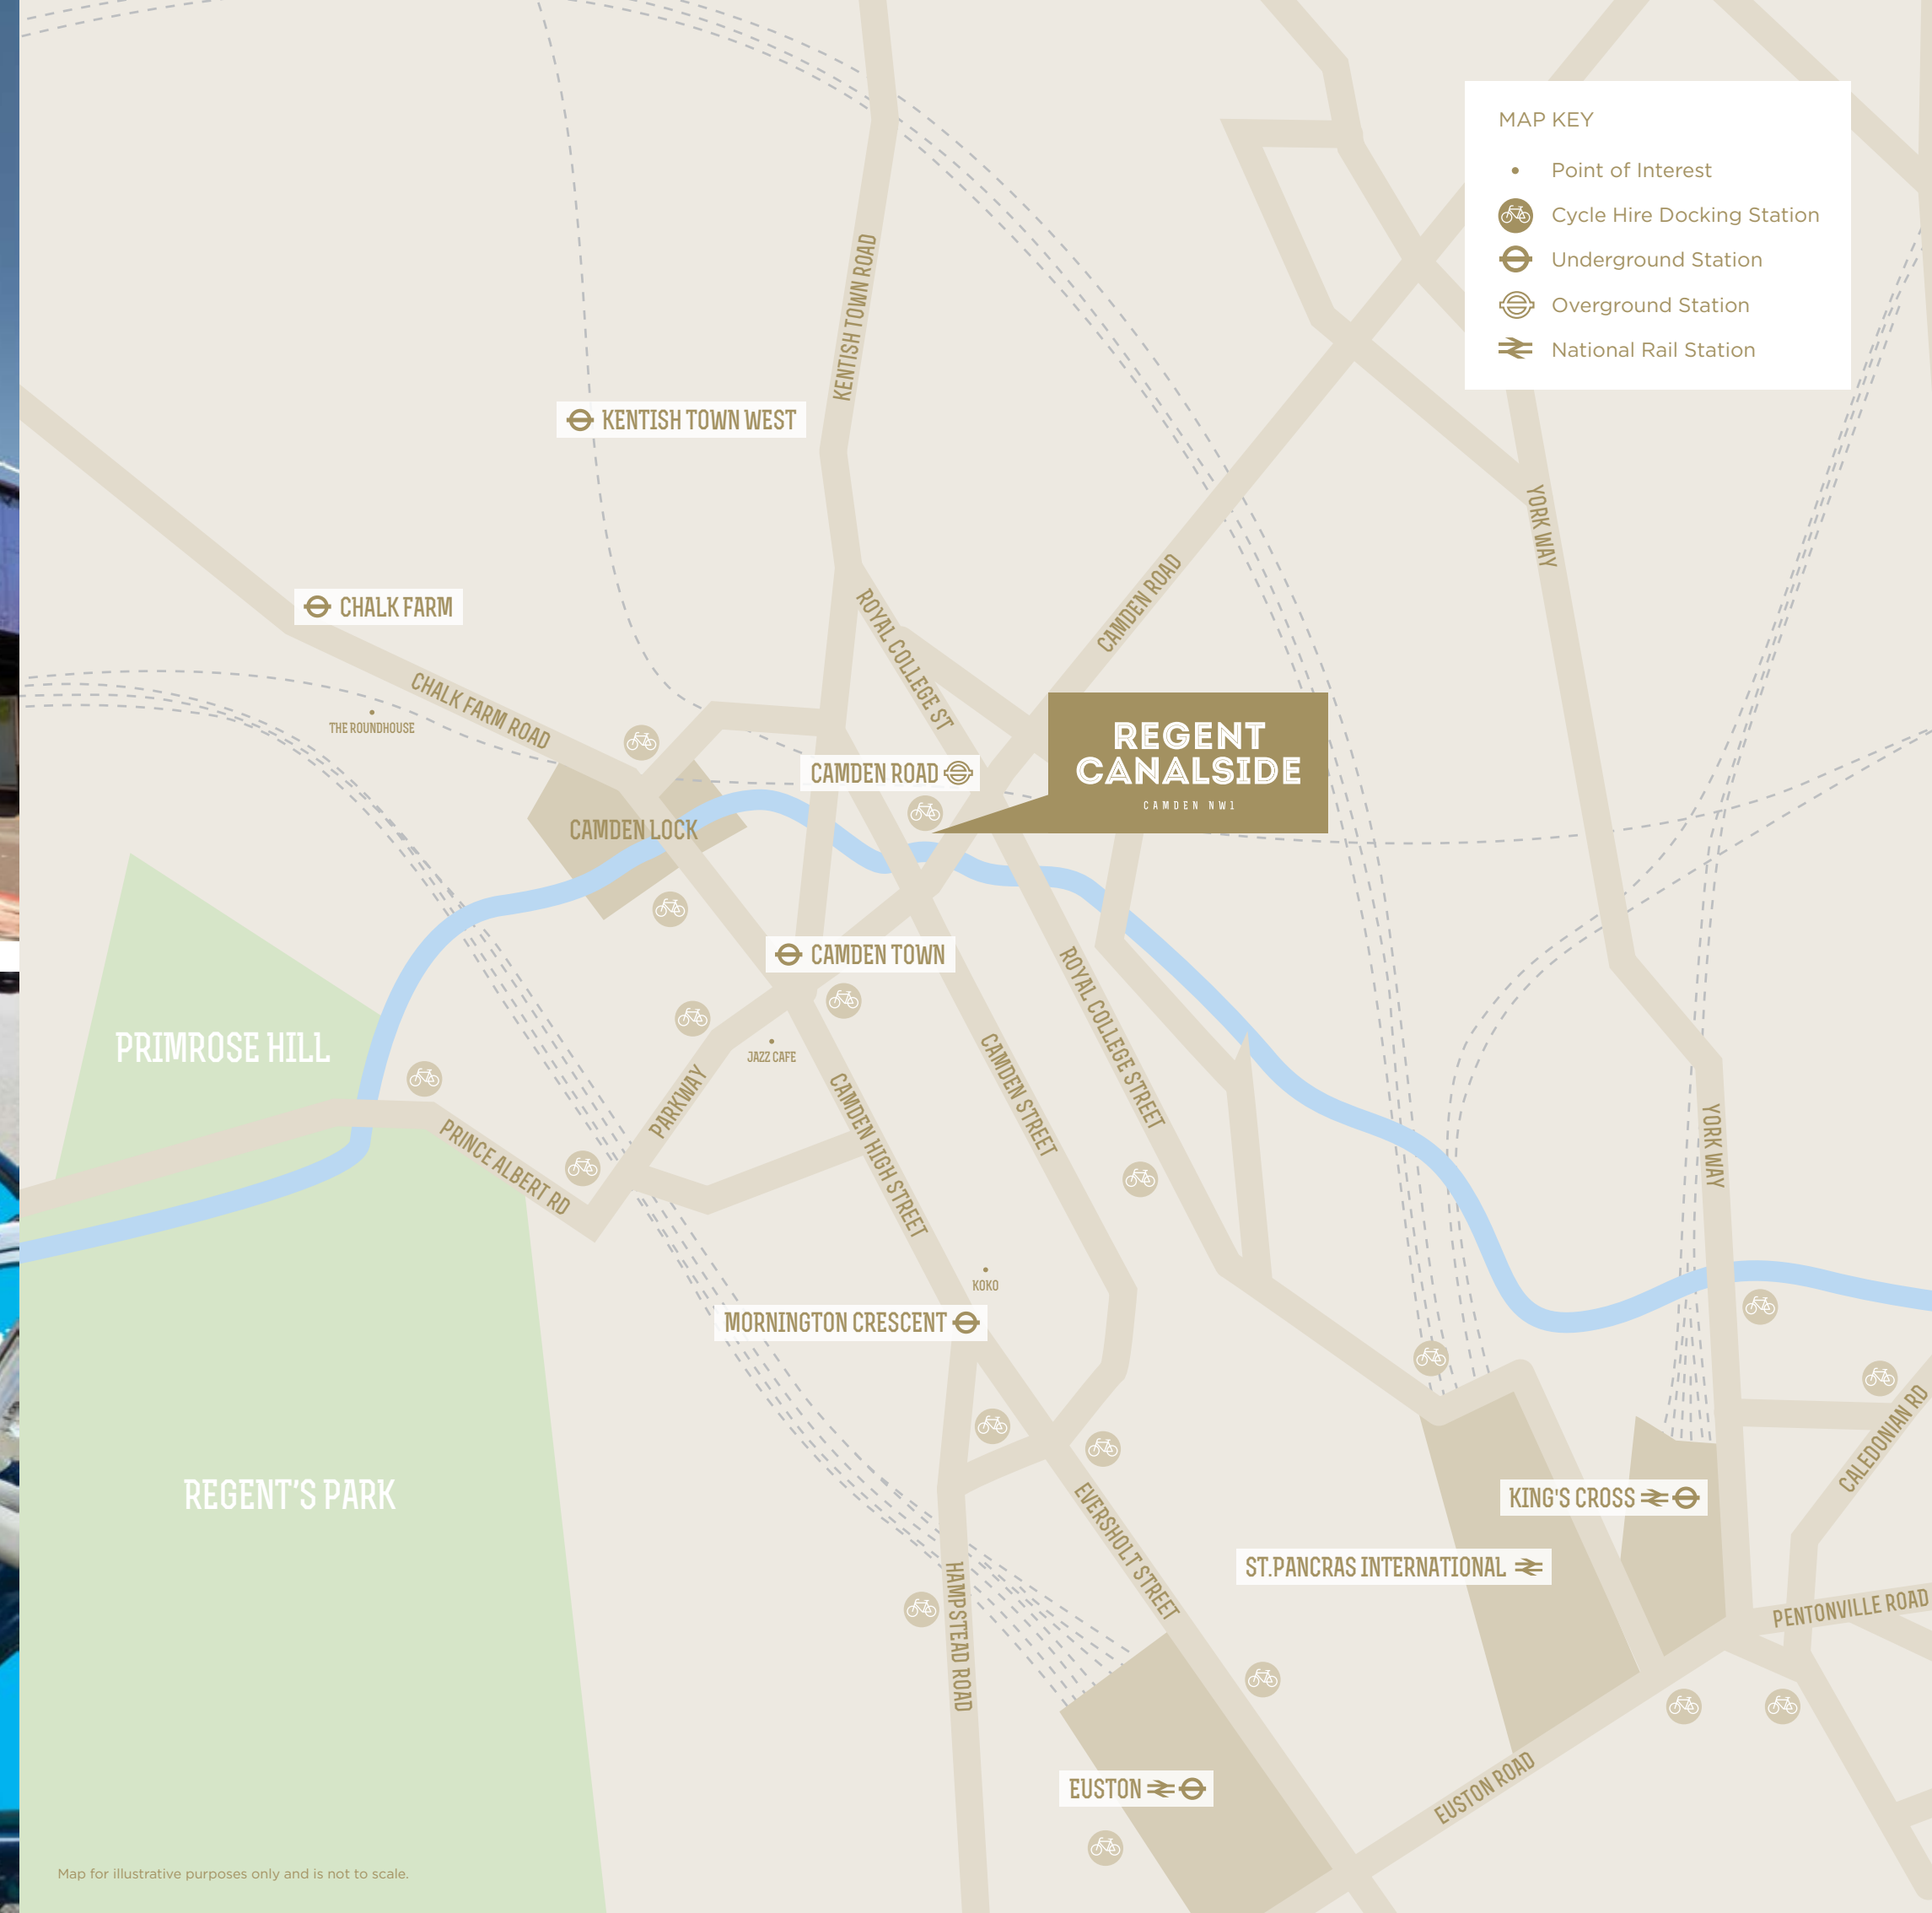 MAP KEY
Point of Interest
Cycle Hire Docking Station
Underground Station
Overground Station
National Rail Station
KENTISH TOWN ROAD
KENTISH TOWN WEST
YORK WAY
CHALK FARM
CAMDEN ROAD
ROYAL COLLEGE ST
CHALK FARM ROAD
THE ROUNDHOUSE
REGENT
CANALSIDE
CAMDEN NW1
CAMDEN ROAD
CAMDEN LOCK
CAMDEN TOWN
ROYAL COLLEGE STREET
PRIMROSE HILL
JAZZ CAFE
PARKWAY
CAMDEN STREET
CAMDEN HIGH STREET
YORK WAY
PRINCE ALBERT RD
KOKO
MORNINGTON CRESCENT
CALEDONIAN RD
REGENT'S PARK
KING'S CROSS
EVERSHOLT STREET
ST.PANCRAS INTERNATIONAL
HAMPSTEAD ROAD
PENTONVILLE ROAD
EUSTON
EUSTON ROAD
Map for illustrative purposes only and is not to scale.